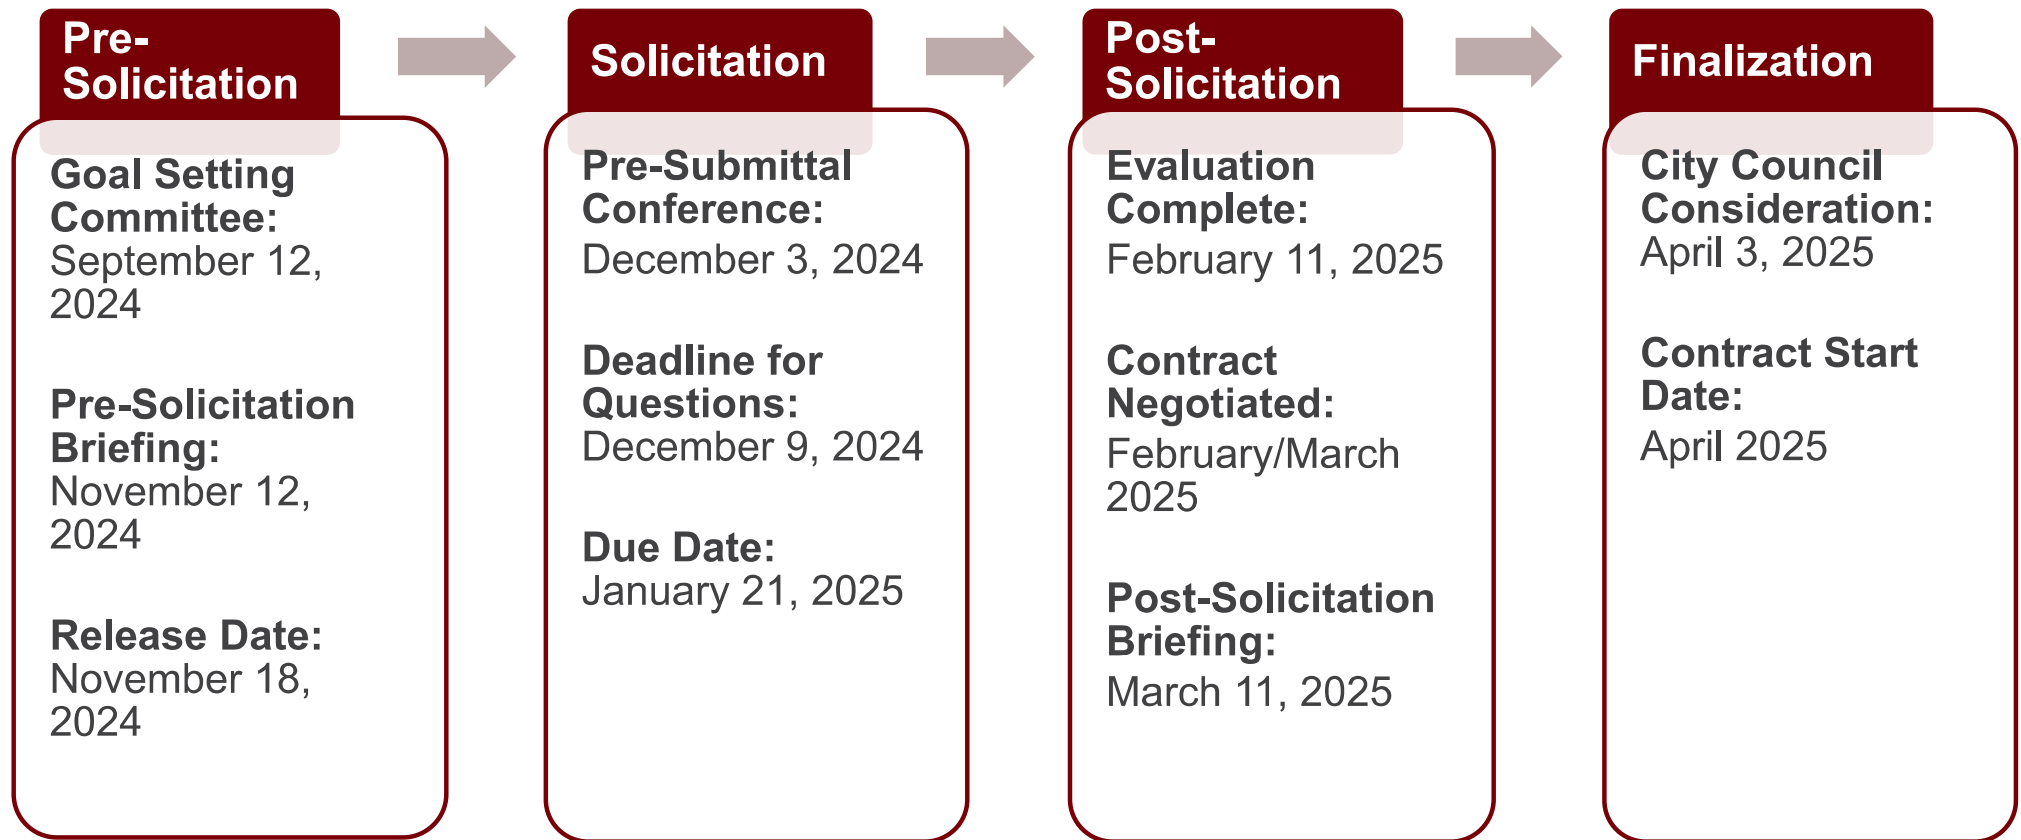 Pre-
Solicitation
Goal Setting
Committee:
September 12,
2024
Pre-Solicitation
Briefing:
November 12,
2024
Release Date:
November 18,
2024
Solicitation
Pre-Submittal
Conference:
December 3, 2024
Deadline for
Questions:
December 9, 2024
Due Date:
January 21, 2025
Post-
Solicitation
Evaluation
Complete:
February 11, 2025
Contract
Negotiated:
February/March
2025
Post-Solicitation
Briefing:
March 11, 2025
Finalization
City Council
Consideration:
April 3, 2025
Contract Start
Date:
April 2025